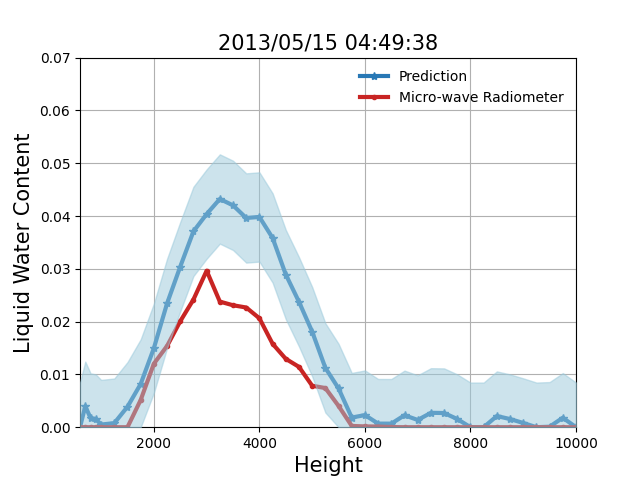 2013/05/15 04:49:38
0.07
0.06
0.05
0.04
0.03
0.02
0.01
0.00
Liquid Water Content
Prediction
Micro-wave Radiometer
2000 4000 6000 8000 10000
Height